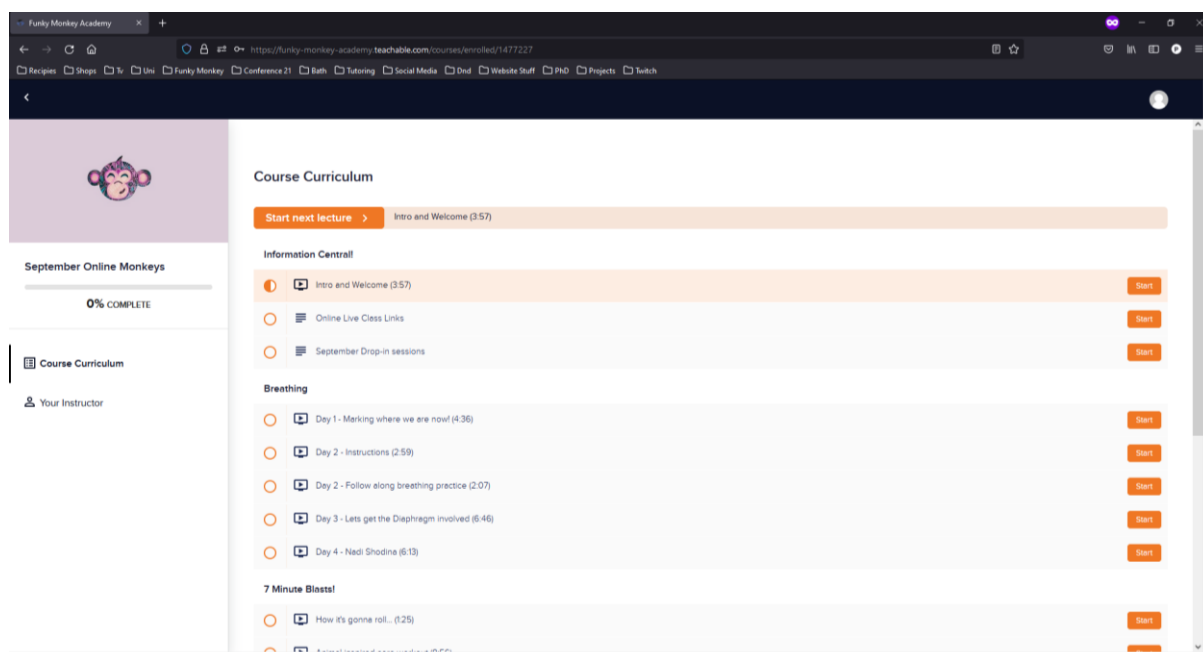 Funky Monkey Academy
https://funky-monkey-academy.teachable.com/courses/enrolled/1477227
Recipies Shops Tv Uni Funky Monkey Conference 21 Bath Tutoring Social Media Dnd Website Stuff PhD Projects Twitch
Course Curriculum
Start next lecture Intro and Welcome (3:57)
Information Central!
September Online Monkeys
0% COMPLETE
Course Curriculum
Your Instructor
Intro and Welcome (3:57) Start
Online Live Class Links Start
September Drop-in sessions Start
Breathing
Day 1 - Marking where we are now! (4:36) Start
Day 2 - Instructions (2:59) Start
Day 2 - Follow along breathing practice (2:07) Start
Day 3 - Lets get the Diaphragm involved (6:46) Start
Day 4 - Nadi Shodina (6:13) Start
7 Minute Blasts!
How it's gonna roll... (1:25) Start